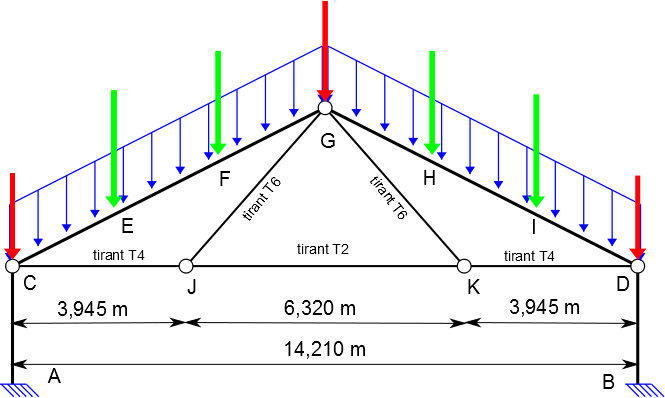 G
F
H
E
I
tirant T6
tirant T6
tirant T4
tirant T2
tirant T4
C
J
K
D
3,945 m
6,320 m
3,945 m
14,210 m
A
B